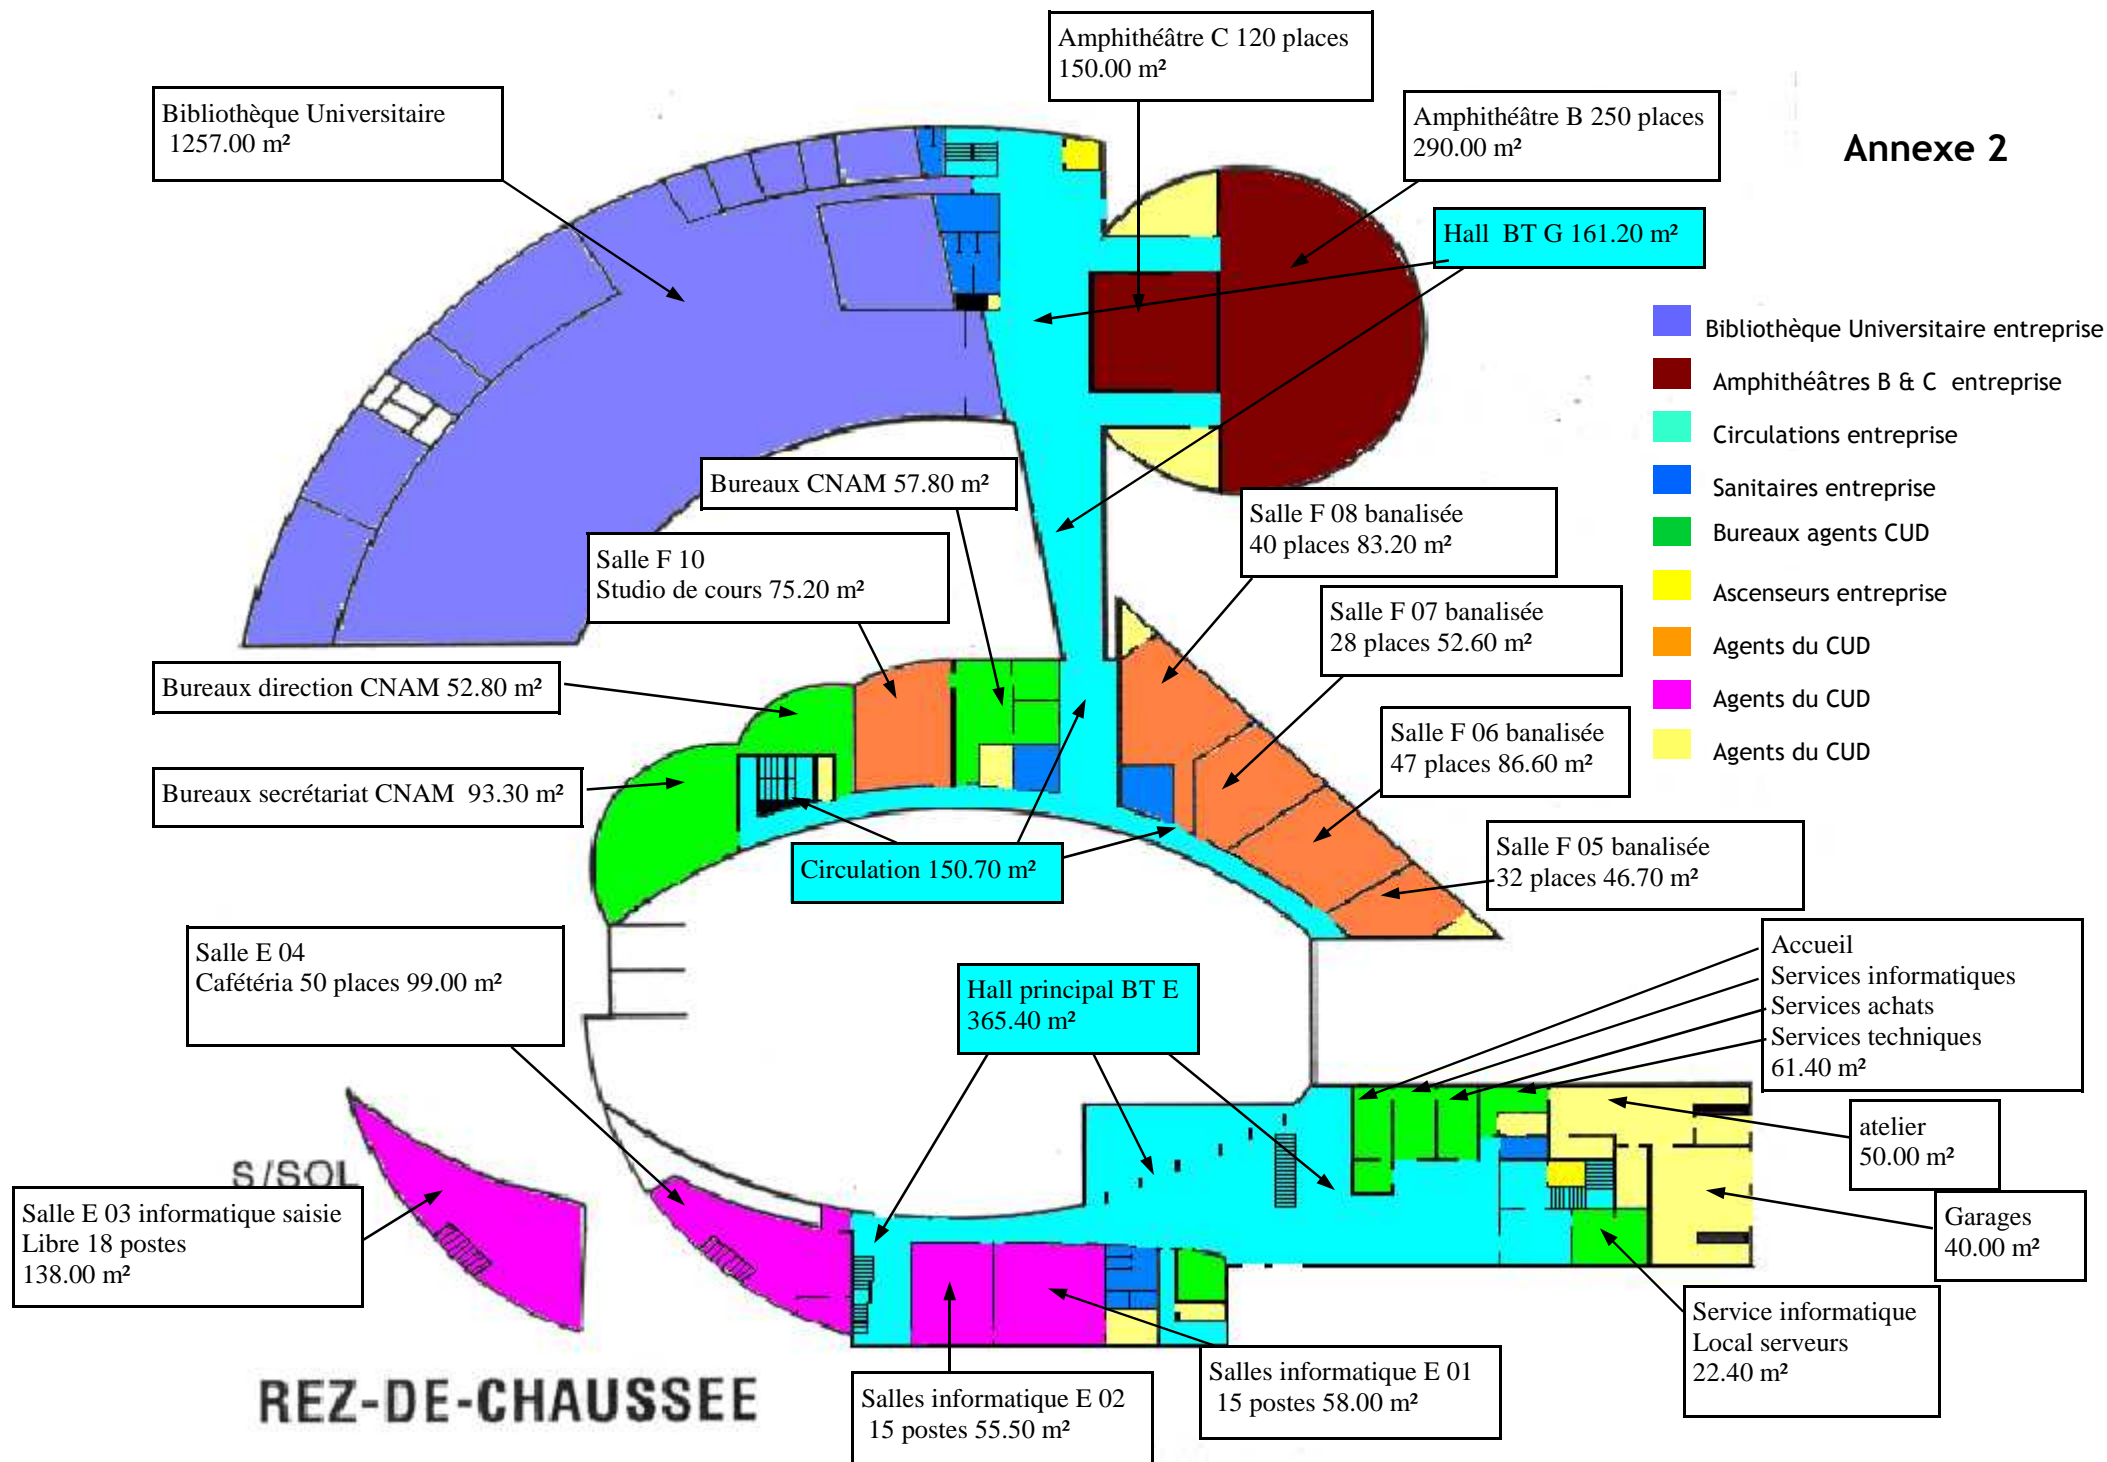 Amphithéâtre C 120 places
150.00 m²
Bibliothèque Universitaire
1257.00 m²
Amphithéâtre B 250 places
290.00 m²
Annexe 2
Hall BT G 161.20 m²
Bibliothèque Universitaire entreprise
Amphithéâtres B & C entreprise
Circulations entreprise
Sanitaires entreprise
Bureaux agents CUD
Ascenseurs entreprise
Agents du CUD
Agents du CUD
Agents du CUD
Bureaux CNAM 57.80 m²
Salle F 08 banalisée
40 places 83.20 m²
Salle F 10
Studio de cours 75.20 m²
Salle F 07 banalisée
28 places 52.60 m²
Bureaux direction CNAM 52.80 m²
Salle F 06 banalisée
47 places 86.60 m²
Bureaux secrétariat CNAM 93.30 m²
Circulation 150.70 m²
Salle F 05 banalisée
32 places 46.70 m²
Salle E 04
Cafétéria 50 places 99.00 m²
Hall principal BT E
365.40 m²
Accueil
Services informatiques
Services achats
Services techniques
61.40 m²
atelier
50.00 m²
S/SOL
Salle E 03 informatique saisie
Libre 18 postes
138.00 m²
Garages
40.00 m²
Service informatique
Local serveurs
22.40 m²
REZ-DE-CHAUSSEE
Salles informatique E 02
15 postes 55.50 m²
Salles informatique E 01
15 postes 58.00 m²